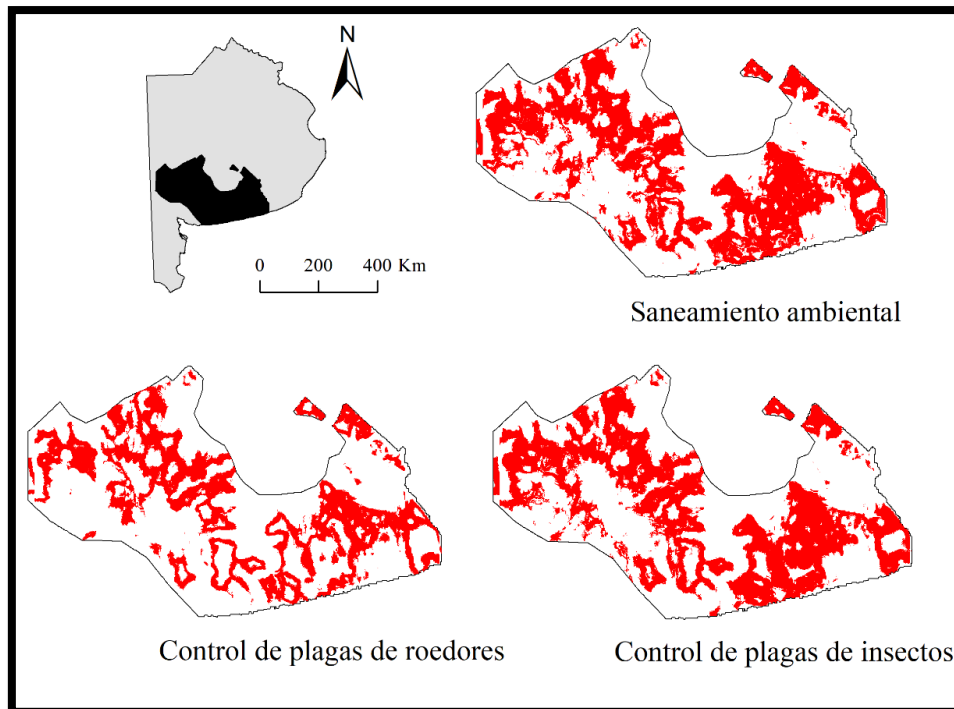 N
0 200 400 Km
Saneamiento ambiental
Control de plagas de roedores
Control de plagas de insectos